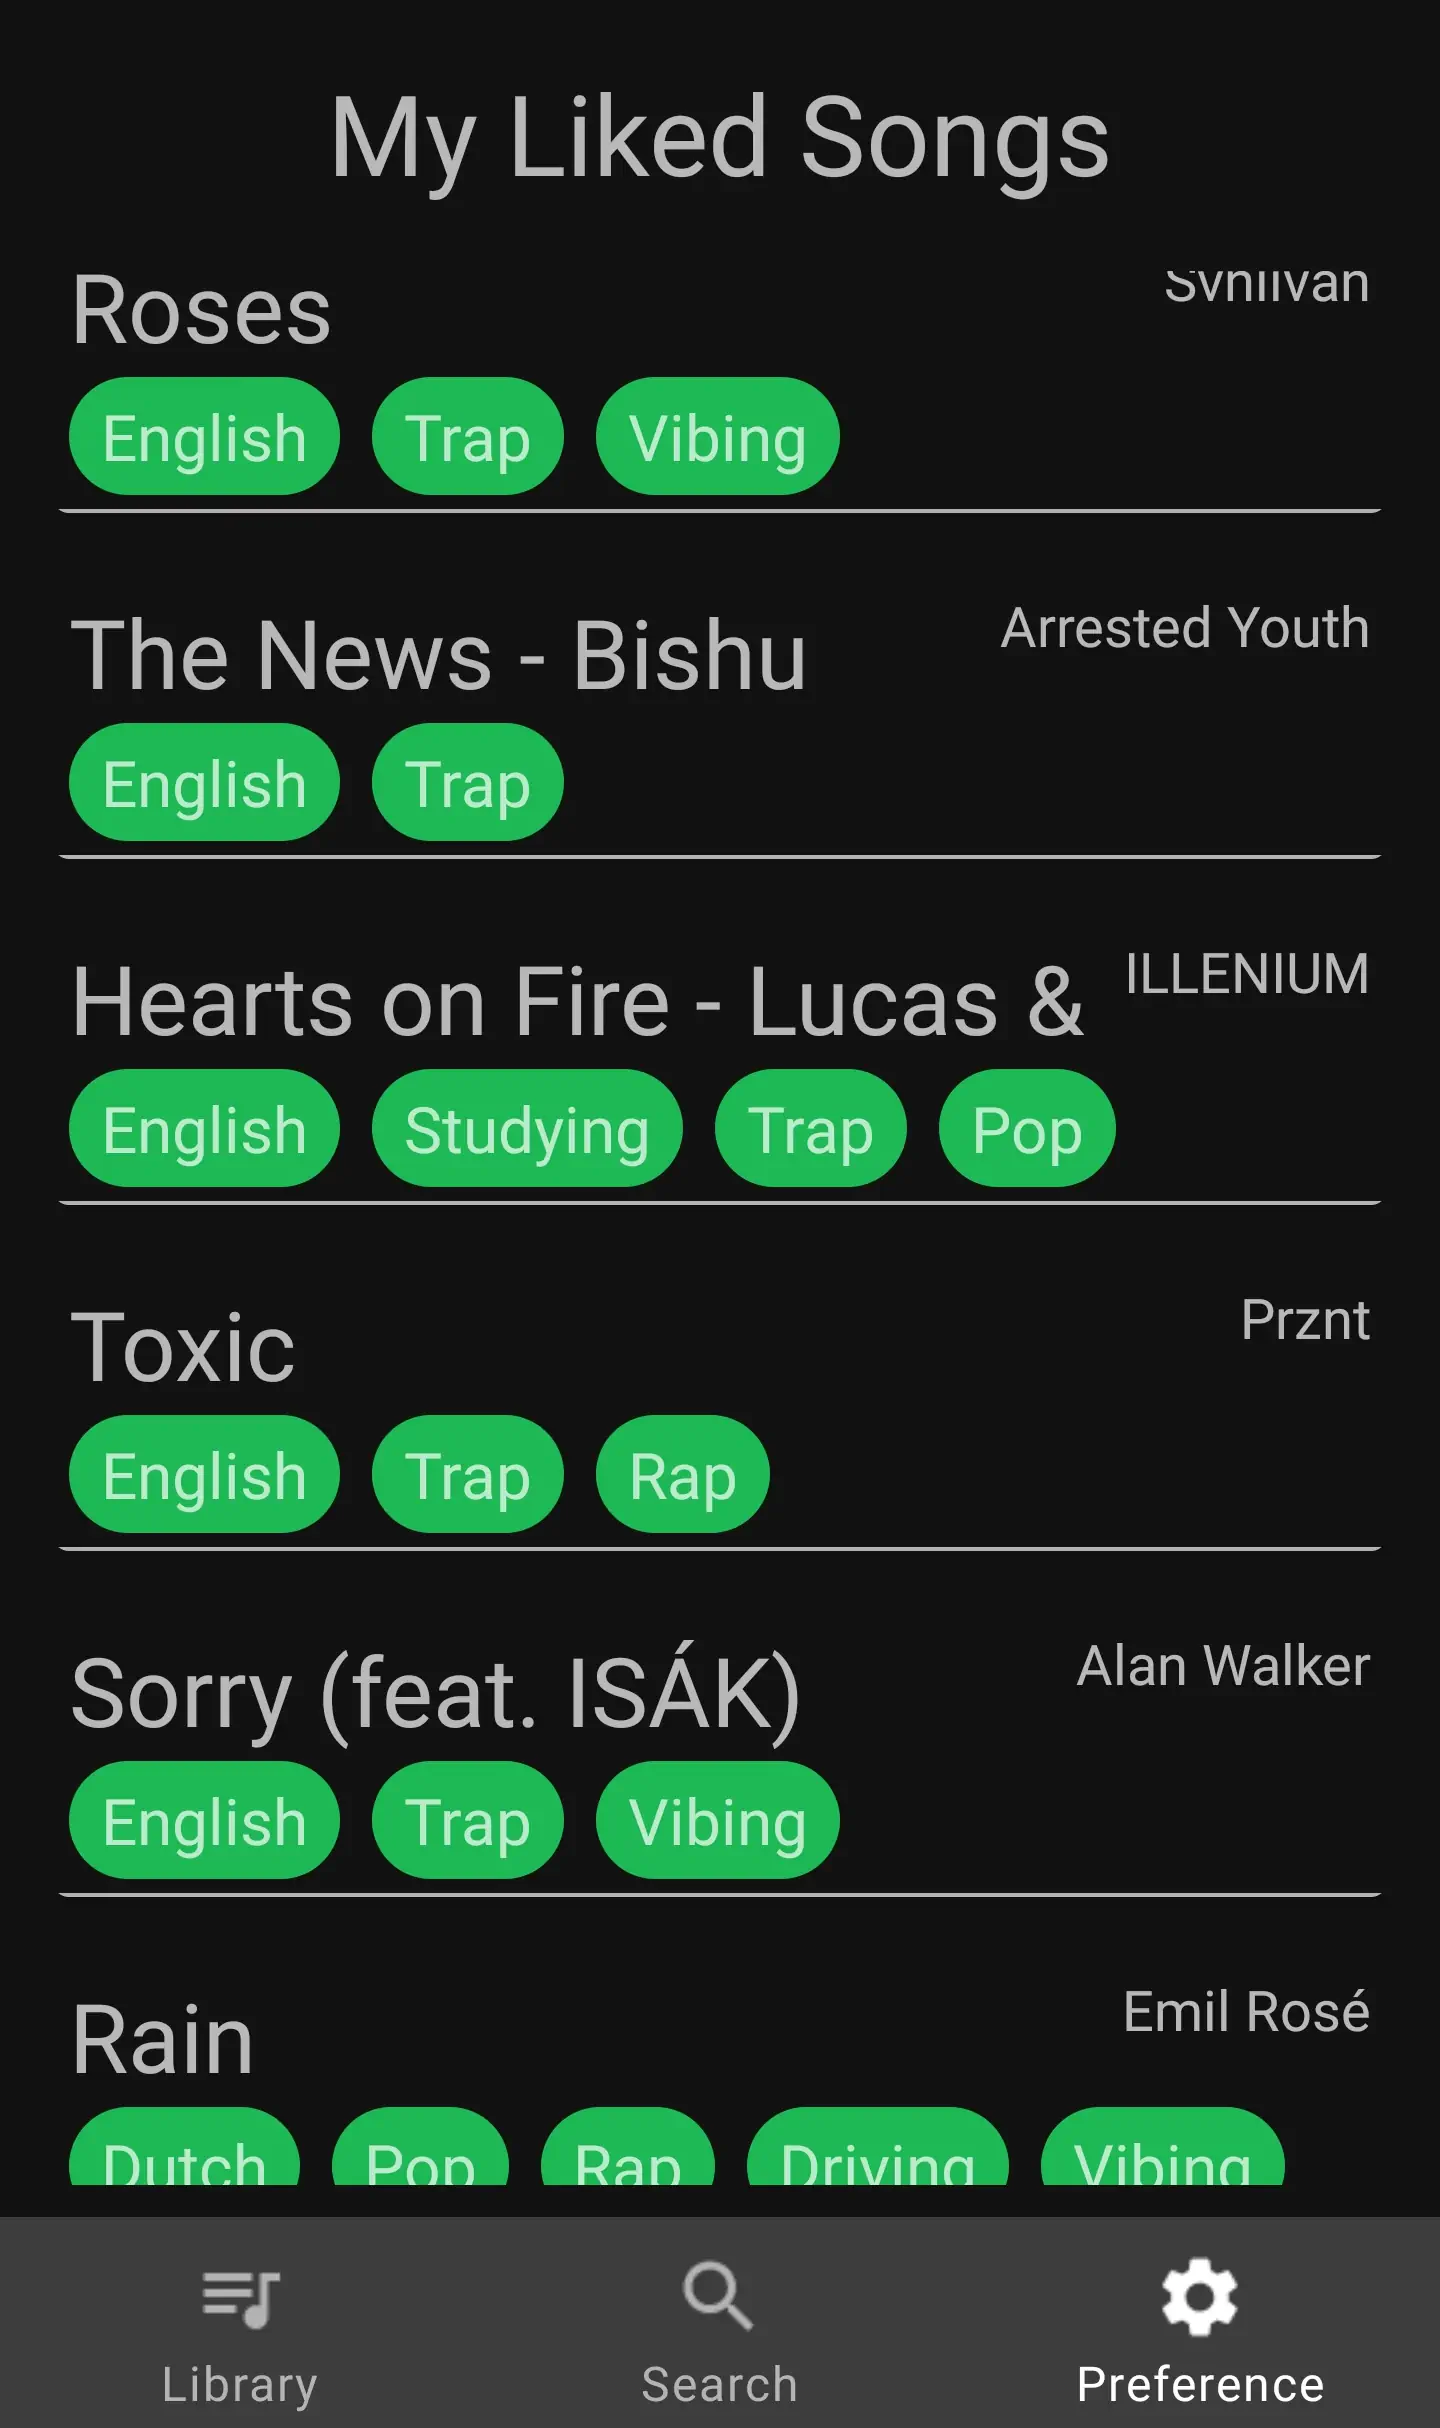 My Liked Songs
Roses
English Trap Vibing
The News - Bishu Arrested Youth
English Trap
Hearts on Fire - Lucas & ILLENIUM
English Studying Trap Pop
Toxic Prznt
English Trap Rap
Sorry (feat. ISÁK) Alan Walker
English Trap Vibing
Rain Emil Rosé
Dutch Pop Rap Driving Vibing
Library Search Preference